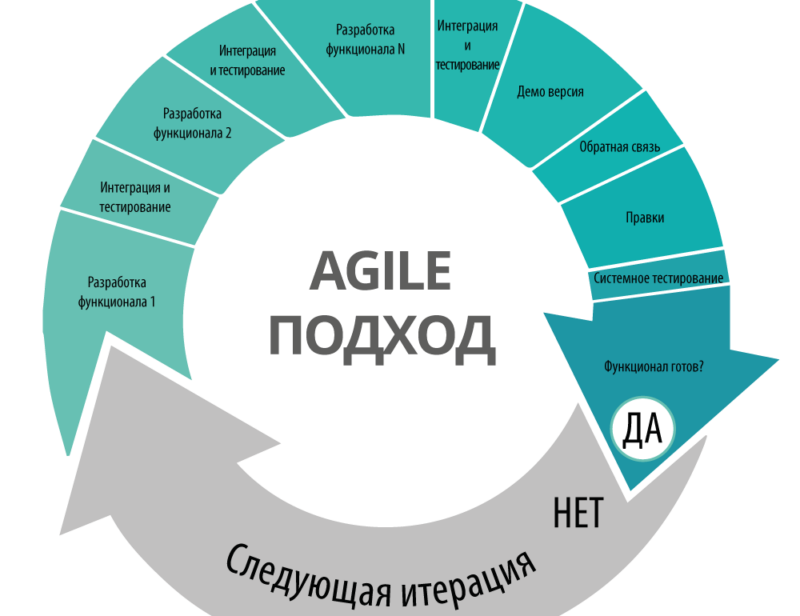 Разработка
функционала 1
Интеграция и
тестирование
Разработка
функционала 2
Интеграция
и тестирование
Разработка
функционала N
Интеграция
и
тестирование
Демо версия
Обратная связь
Правки
Системное тестирование
Функционал готов?
ДА
НЕТ
Следующая итерация
AGILE
ПОДХОД